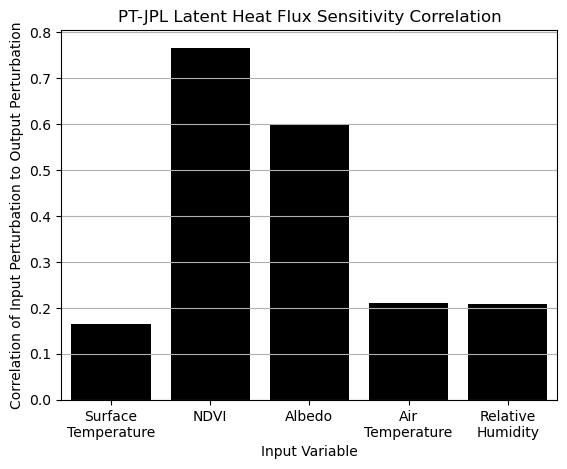 PT-JPL Latent Heat Flux Sensitivity Correlation
Correlation of Input Perturbation to Output Perturbation
0.8
0.7
0.6
0.5
0.4
0.3
0.2
0.1
0.0
Surface
Temperature
NDVI
Albedo
Air
Temperature
Relative
Humidity
Input Variable